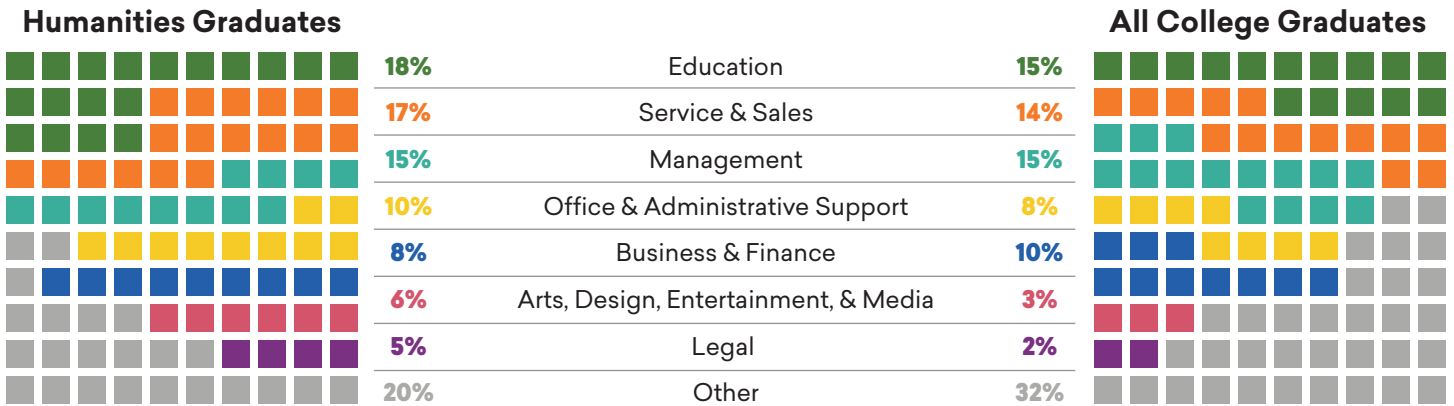 Humanities Graduates
All College Graduates
18% Education 15%
17% Service & Sales 14%
15% Management 15%
10% Office & Administrative Support 8%
8% Business & Finance 10%
6% Arts, Design, Entertainment, & Media 3%
5% Legal 2%
20% Other 32%